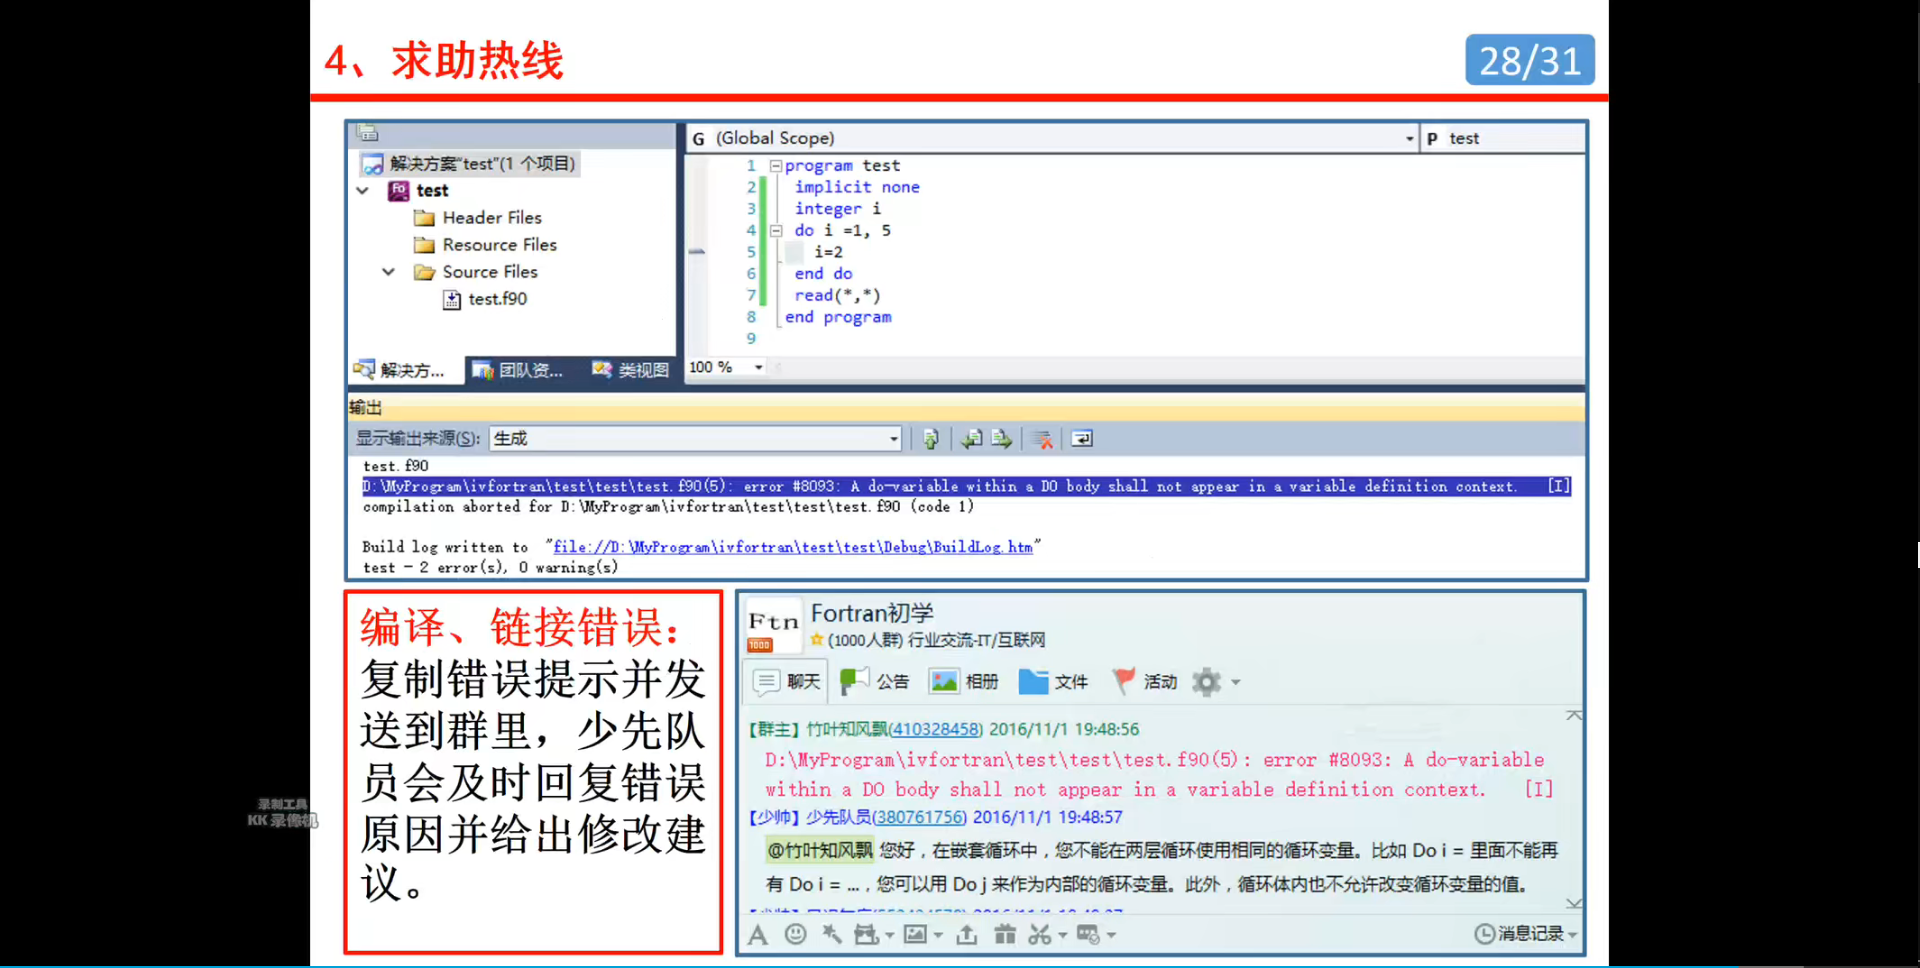 4、求助热线
28/31
G (Global Scope)
P test
解决方案"test"(1 个项目)
test
Header Files
Resource Files
Source Files
test.f90
1 program test
2 implicit none
3 integer i
4 do i =1, 5
5 i=2
6 end do
7 read(*,*)
8 end program
9
解决方...
团队资...
类视图
100 %
输出
显示输出来源(S):
生成
test.f90
D:\MyProgram\ivfortran\test\test\test.f90(5): error #8093: A do-variable within a DO body shall not appear in a variable definition context. [I]
compilation aborted for D:\MyProgram\ivfortran\test\test\test.f90 (code 1)
Build log written to "file://D:\MyProgram\ivfortran\test\test\Debug\BuildLog.htm"
test - 2 error(s), 0 warning(s)
编译、链接错误：
复制错误提示并发
送到群里，少先队
员会及时回复错误
原因并给出修改建
议。
Ftn
1000
Fortran初学
(1000人群) 行业交流-IT/互联网
聊天
公告
相册
文件
活动
【群主】竹叶知风飘(410328458) 2016/11/1 19:48:56
D:\MyProgram\ivfortran\test\test\test.f90(5): error #8093: A do-variable
within a DO body shall not appear in a variable definition context. [I]
【少帅】少先队员(380761756) 2016/11/1 19:48:57
@竹叶知风飘 您好，在嵌套循环中，您不能在两层循环使用相同的循环变量。比如 Do i = 里面不能再
有 Do i = ...，您可以用 Do j 来作为内部的循环变量。此外，循环体内也不允许改变循环变量的值。
消息记录
录制工具
KK 录像机